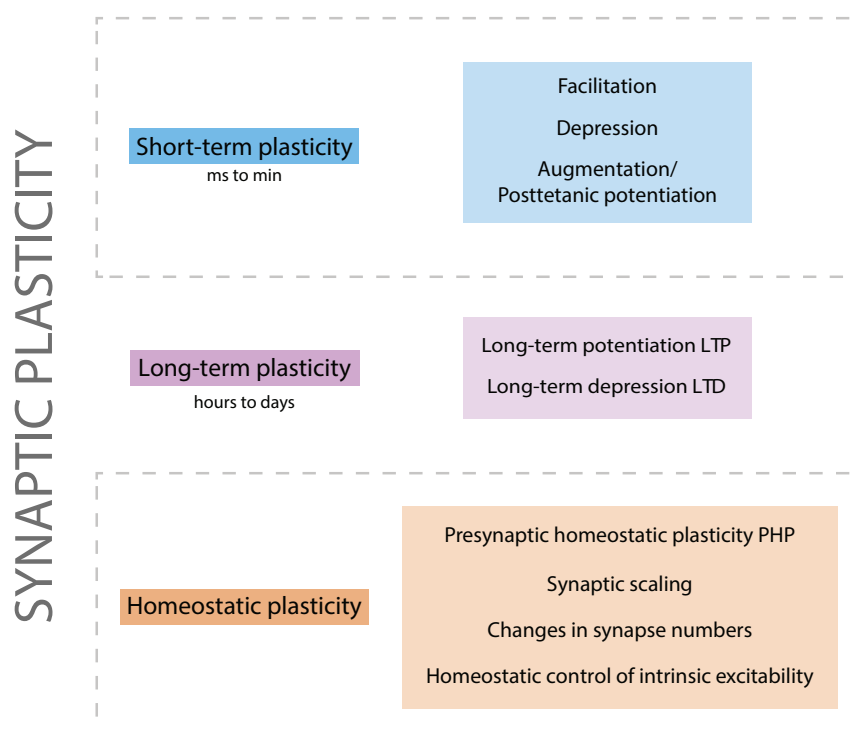 SYNAPTIC PLASTICITY
Short-term plasticity
ms to min
Facilitation
Depression
Augmentation/
Posttetanic potentiation
Long-term plasticity
hours to days
Long-term potentiation LTP
Long-term depression LTD
Homeostatic plasticity
Presynaptic homeostatic plasticity PHP
Synaptic scaling
Changes in synapse numbers
Homeostatic control of intrinsic excitability